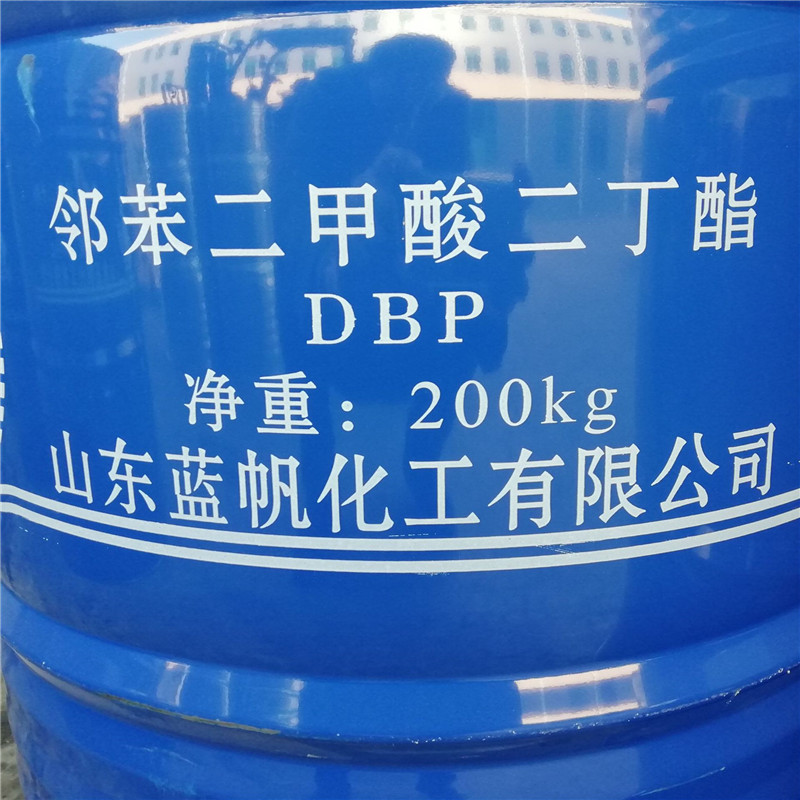 邻苯二甲酸二丁酯
DBP
净重：200kg
山东蓝帆化工有限公司